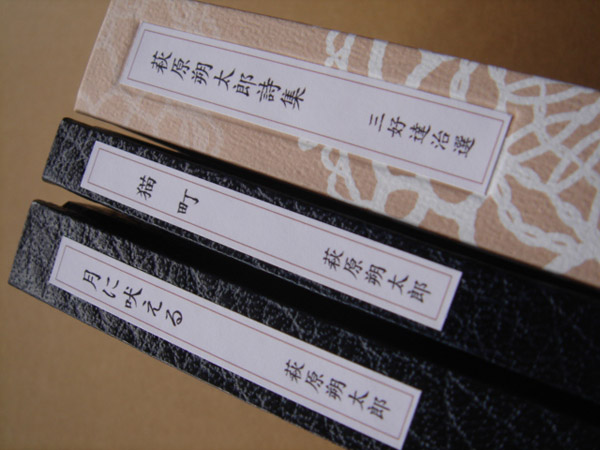 萩原朔太郎詩集
三好達治選
猫町
萩原朔太郎
月に吠える
萩原朔太郎